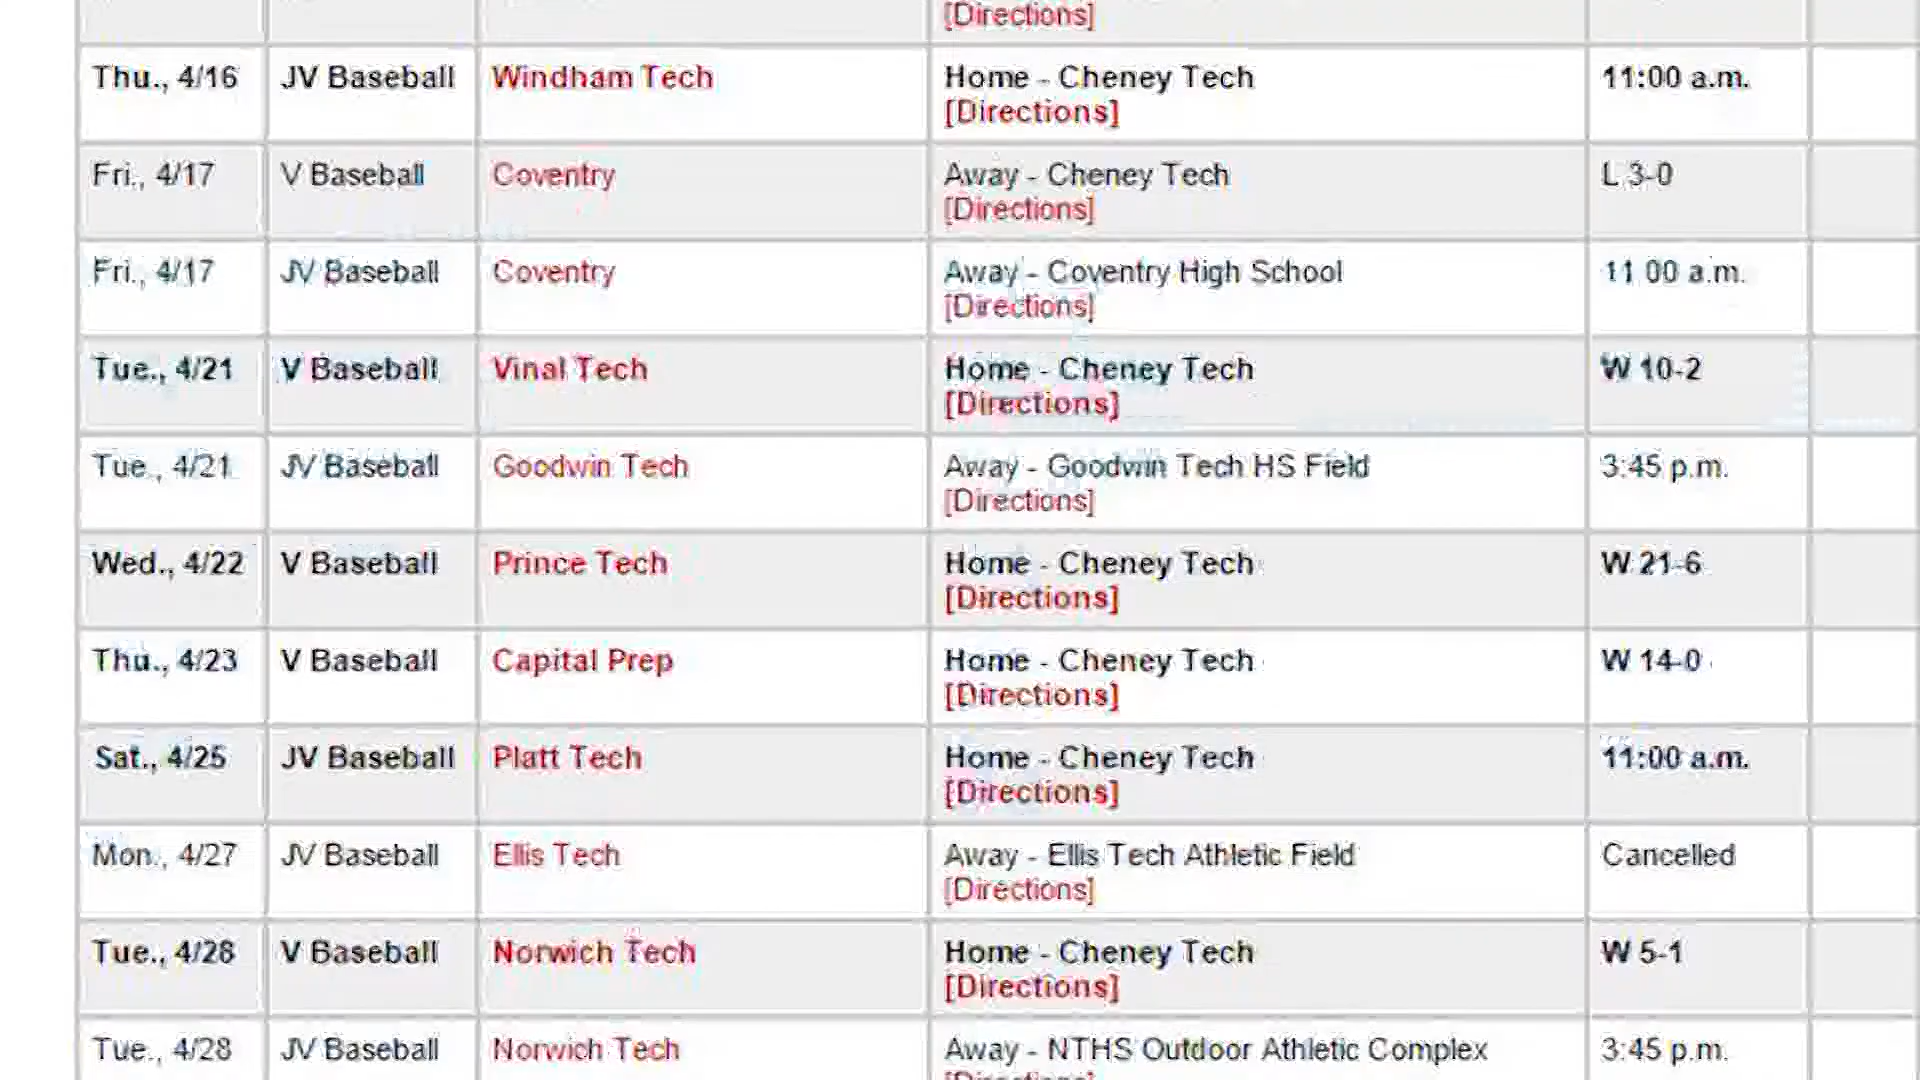 [Directions]
Thu., 4/16 JV Baseball Windham Tech Home - Cheney Tech 11:00 a.m.
[Directions]
Fri., 4/17 V Baseball Coventry Away - Cheney Tech L 3-0
[Directions]
Fri., 4/17 JV Baseball Coventry Away - Coventry High School 11:00 a.m.
[Directions]
Tue., 4/21 V Baseball Vinal Tech Home - Cheney Tech W 10-2
[Directions]
Tue., 4/21 JV Baseball Goodwin Tech Away - Goodwin Tech HS Field 3:45 p.m.
[Directions]
Wed., 4/22 V Baseball Prince Tech Home - Cheney Tech W 21-6
[Directions]
Thu., 4/23 V Baseball Capital Prep Home - Cheney Tech W 14-0
[Directions]
Sat., 4/25 JV Baseball Platt Tech Home - Cheney Tech 11:00 a.m.
[Directions]
Mon., 4/27 JV Baseball Ellis Tech Away - Ellis Tech Athletic Field Cancelled
[Directions]
Tue., 4/28 V Baseball Norwich Tech Home - Cheney Tech W 5-1
[Directions]
Tue., 4/28 JV Baseball Norwich Tech Away - NTHS Outdoor Athletic Complex 3:45 p.m.
[Directions]